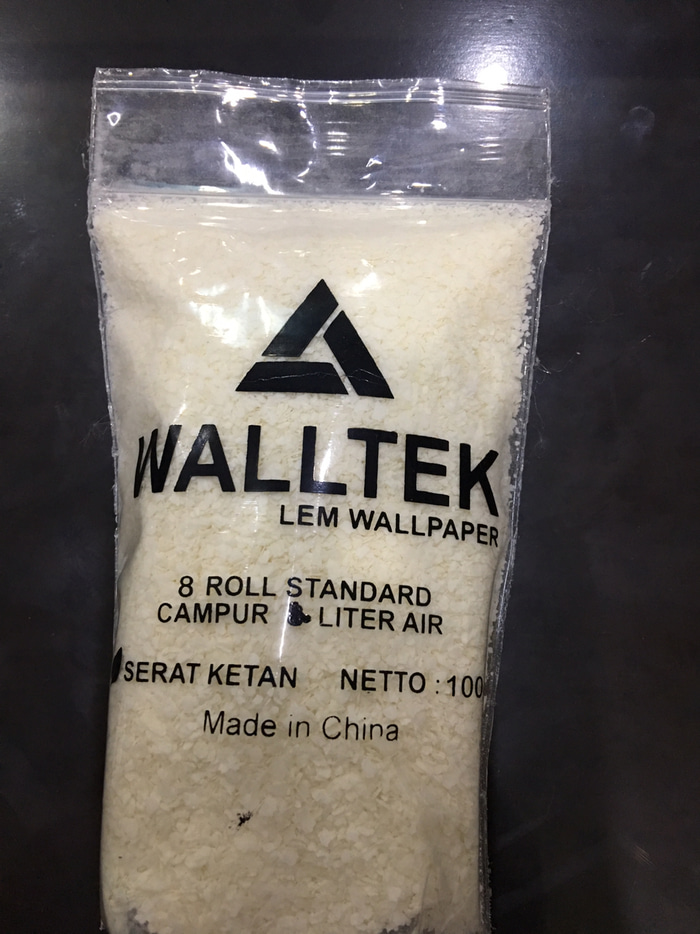 WALLTEK
LEM WALLPAPER
8 ROLL STANDARD
CAMPUR LITER AIR
SERAT KETAN NETTO : 100
Made in China